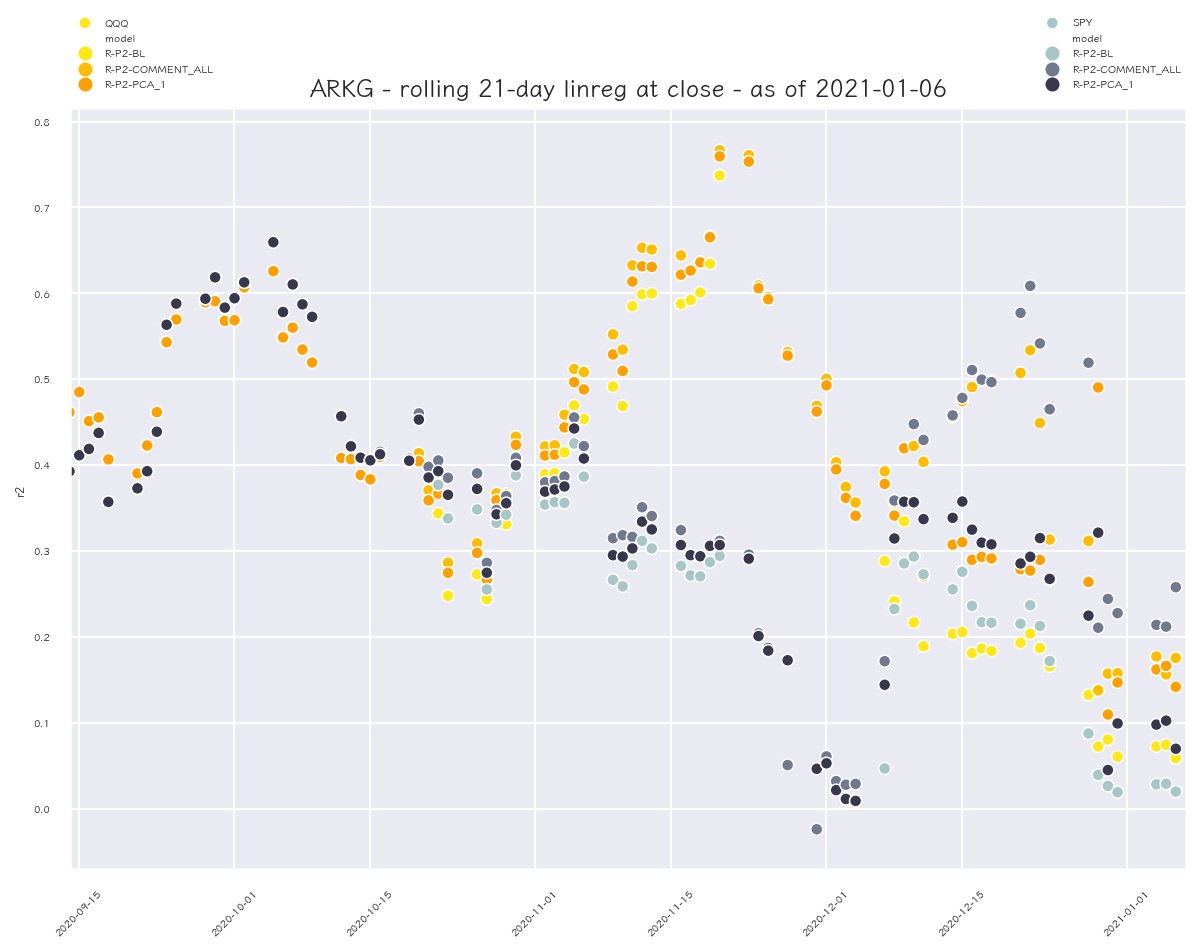 QQQ
model
R-P2-BL
R-P2-COMMENT_ALL
R-P2-PCA_1
SPY
model
R-P2-BL
R-P2-COMMENT_ALL
R-P2-PCA_1
ARKG - rolling 21-day linreg at close - as of 2021-01-06
0.8
0.7
0.6
0.5
0.4
0.3
0.2
0.1
0.0
r2
2020-09-15
2020-10-01
2020-10-15
2020-11-01
2020-11-15
2020-12-01
2020-12-15
2021-01-01